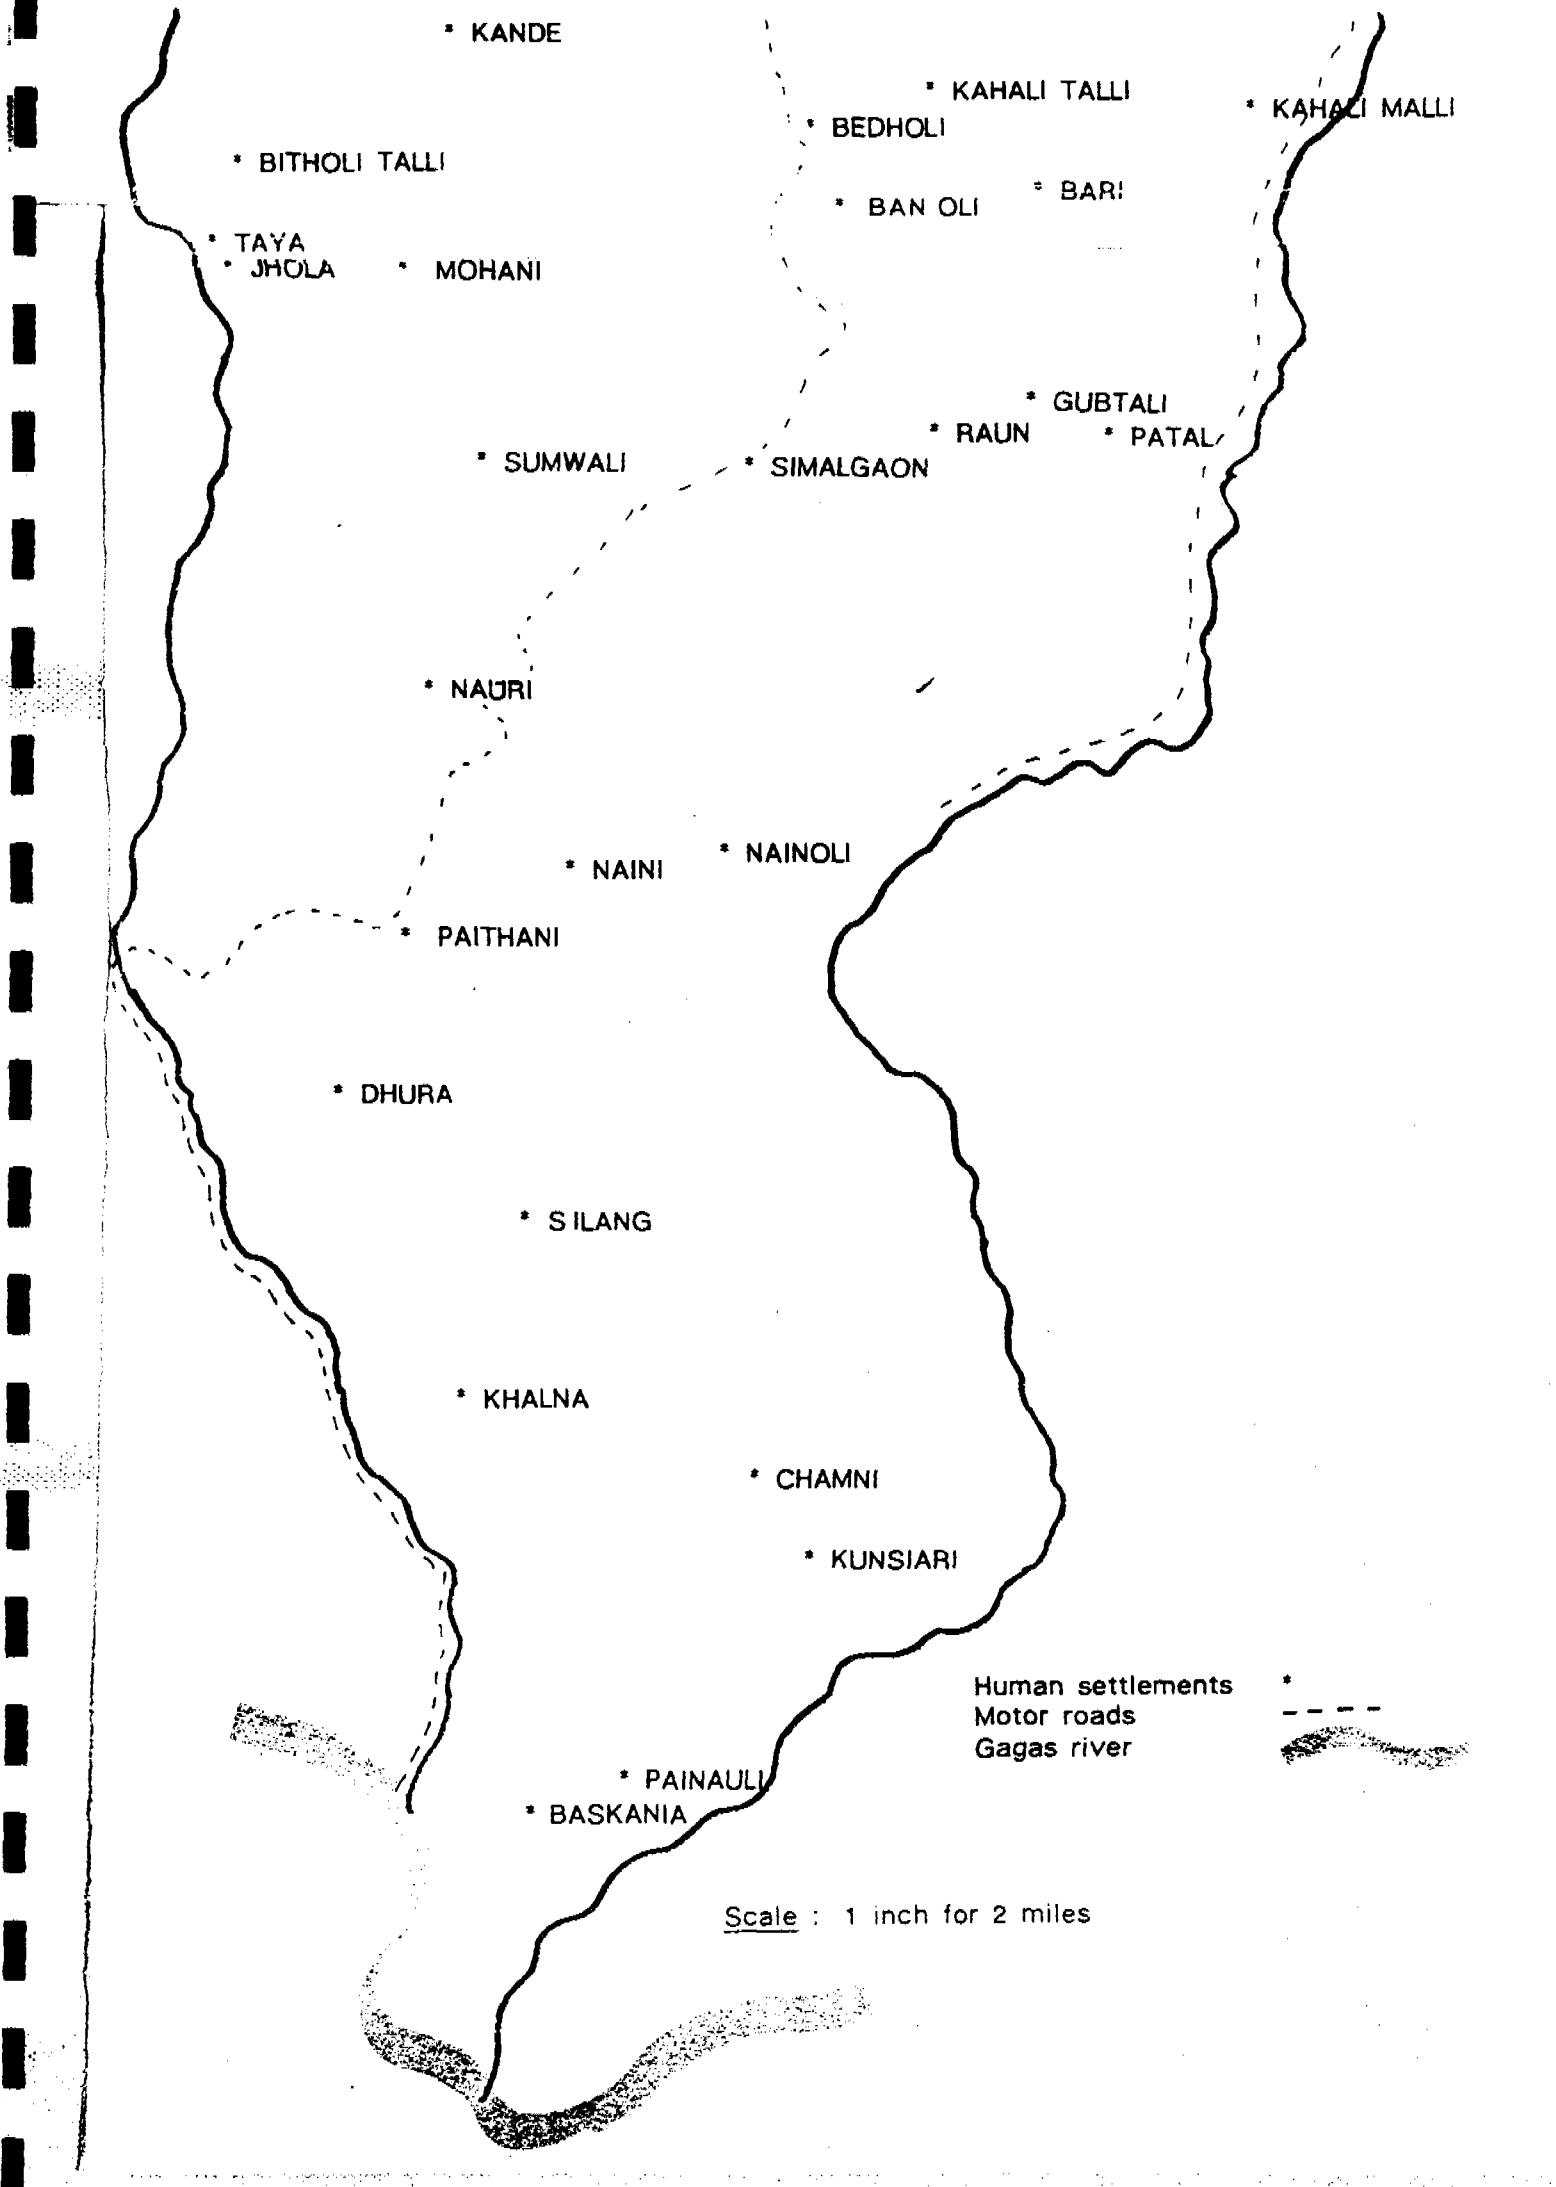 KANDE
KAHALI TALLI
KAHALI MALLI
BEDHOLI
BITHOLI TALLI
BARI
BAN OLI
TAYA
JHOLA
MOHANI
GUBTALI
RAUN
PATAL
SUMWALI
SIMALGAON
NAURI
NAINOLI
NAINI
PAITHANI
DHURA
SILANG
KHALNA
CHAMNI
KUNSIARI
Human settlements
Motor roads
Gagas river
PAINAULI
BASKANIA
Scale : 1 inch for 2 miles